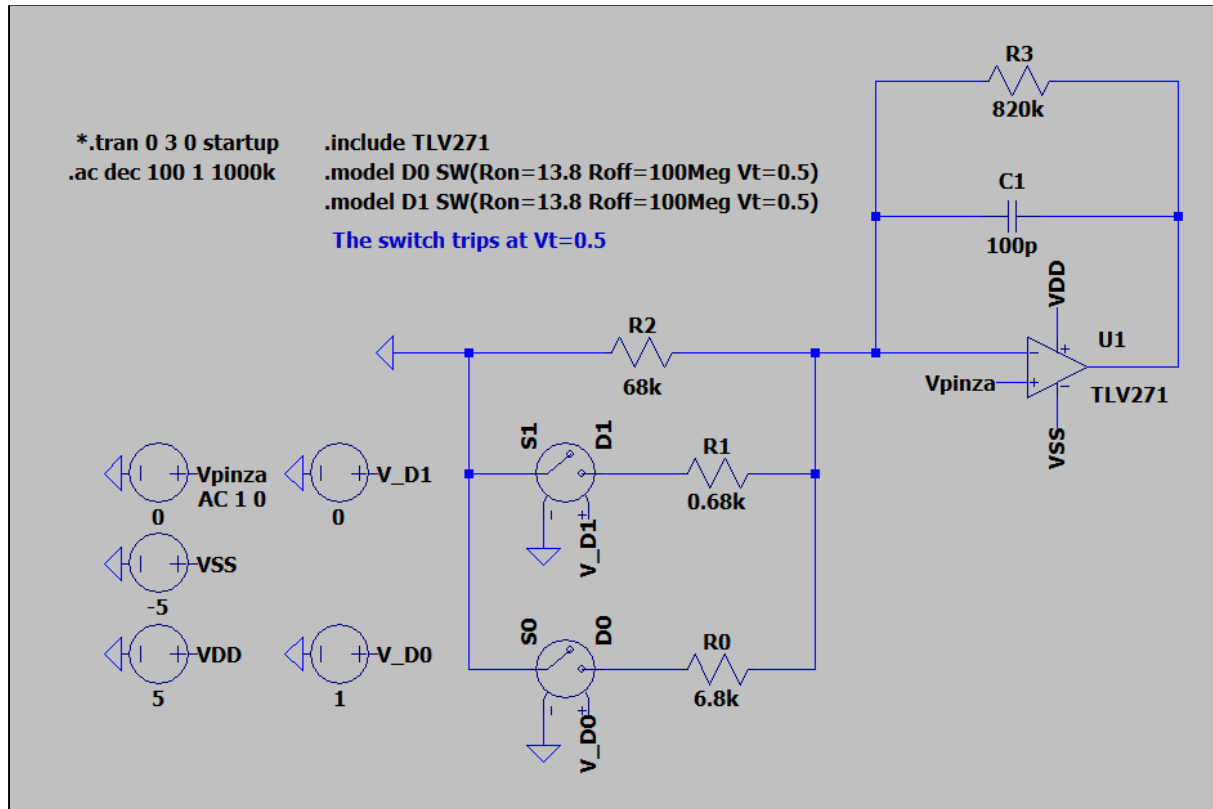 R3
820k
*.tran 0 3 0 startup
.include TLV271
.ac dec 100 1 1000k
.model D0 SW(Ron=13.8 Roff=100Meg Vt=0.5)
.model D1 SW(Ron=13.8 Roff=100Meg Vt=0.5)
The switch trips at Vt=0.5
C1
100p
VDD
R2
68k
U1
Vpinza
TLV271
VSS
S1
D1
R1
0.68k
V_D1
Vpinza
AC 1 0
0
V_D1
0
VSS
-5
S0
D0
R0
6.8k
V_D0
VDD
5
V_D0
1